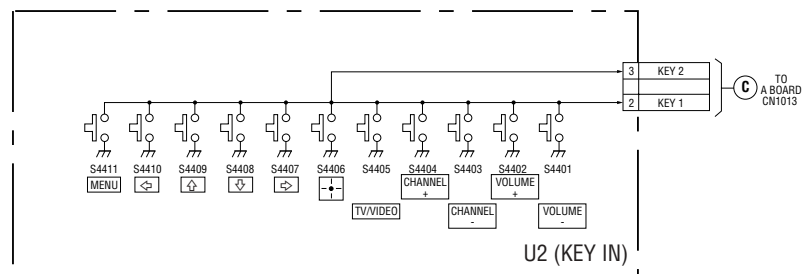 3 KEY 2
2 KEY 1
C
TO
A BOARD
CN1013
S4411 S4410 S4409 S4408 S4407 S4406 S4405 S4404 S4403 S4402 S4401
MENU
CHANNEL
+
VOLUME
+
TV/VIDEO
CHANNEL
-
VOLUME
-
U2 (KEY IN)